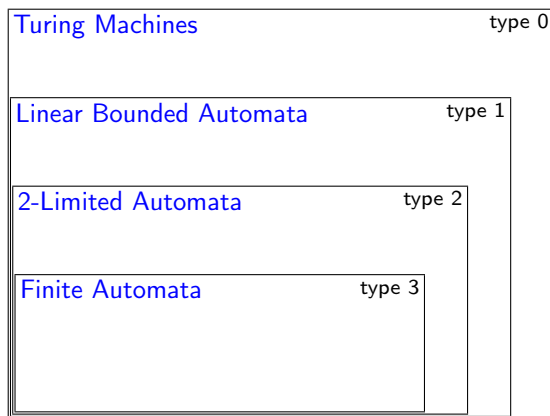 Turing Machines type 0
Linear Bounded Automata type 1
2-Limited Automata type 2
Finite Automata type 3